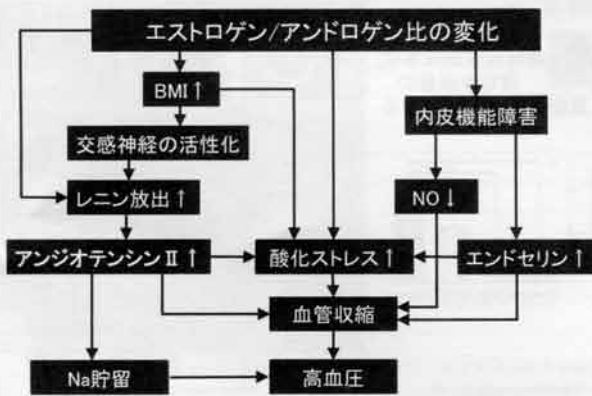 エストロゲン/アンドロゲン比の変化
BMI↑
内皮機能障害
交感神経の活性化
レニン放出↑
NO↓
アンジオテンシンⅡ↑
酸化ストレス↑
エンドセリン↑
血管収縮
Na貯留
高血圧